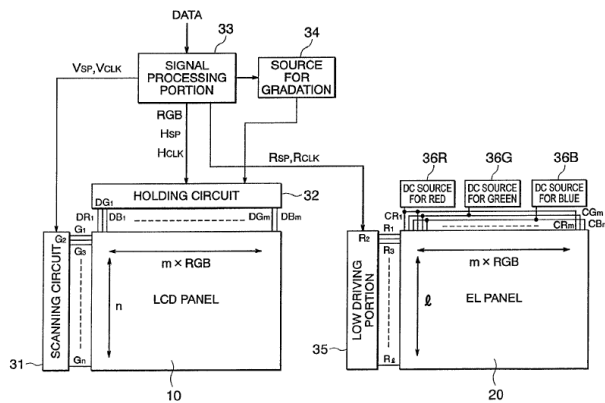 DATA
33
34
SIGNAL
PROCESSING
PORTION
SOURCE
FOR
GRADATION
VSP,VCLK
RGB
HSP
HCLK
RSP,RCLK
36R
36G
36B
DC SOURCE
FOR RED
DC SOURCE
FOR GREEN
DC SOURCE
FOR BLUE
HOLDING CIRCUIT
32
DG1
DR1
DB1
DGm
DBm
CR1
CGm
CRm
G1
G2
G3
Gn
R1
R2
R3
Rℓ
m × RGB
n
LCD PANEL
SCANNING CIRCUIT
31
10
m × RGB
ℓ
EL PANEL
LOW DRIVING
PORTION
35
20